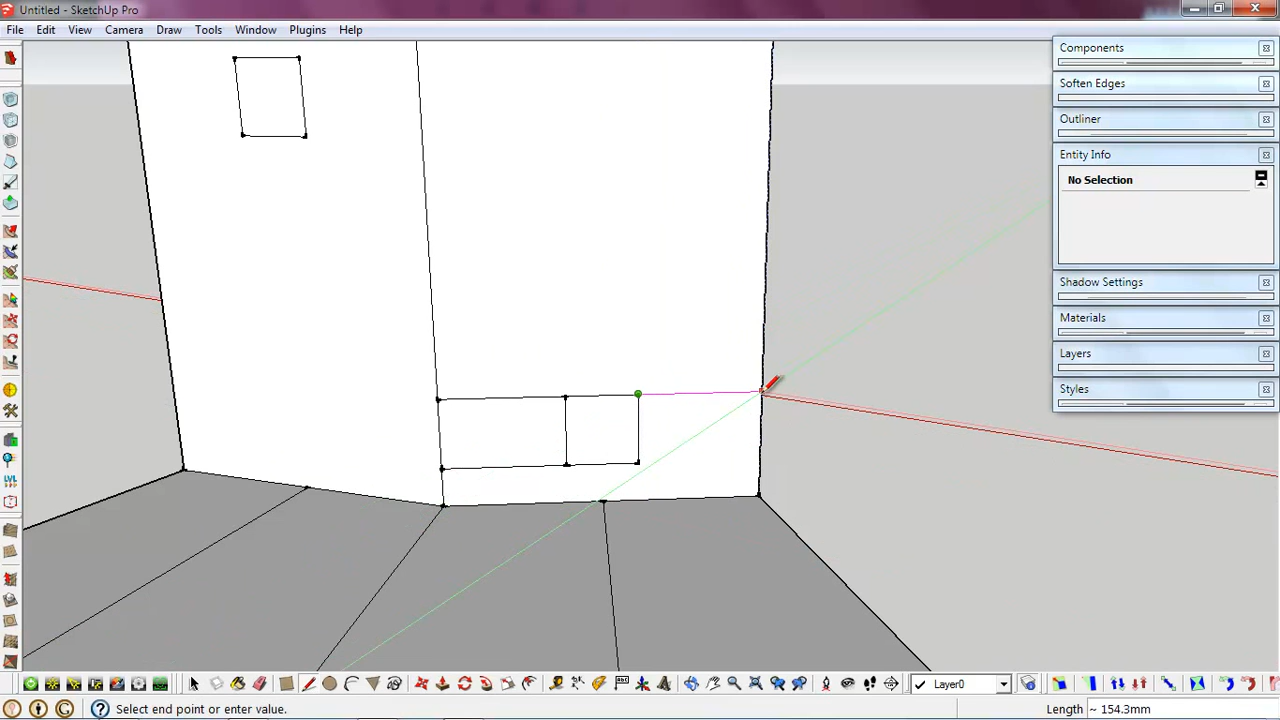 Untitled - SketchUp Pro
File Edit View Camera Draw Tools Window Plugins Help
Components
Soften Edges
Outliner
Entity Info
No Selection
Shadow Settings
Materials
Layers
Styles
LVL
Layer0
Select end point or enter value.
Length ~ 154.3mm